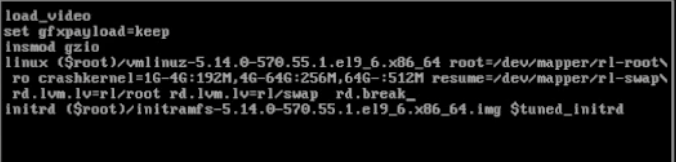 load_video
set gfxpayload=keep
insmod gzio
linux ($root)/vmlinuz-5.14.0-570.55.1.el9_6.x86_64 root=/dev/mapper/rl-root\
 ro crashkernel=1G-4G:192M,4G-64G:256M,64G-:512M resume=/dev/mapper/rl-swap\
 rd.lvm.lv=rl/root rd.lvm.lv=rl/swap  rd.break_
initrd ($root)/initramfs-5.14.0-570.55.1.el9_6.x86_64.img $tuned_initrd